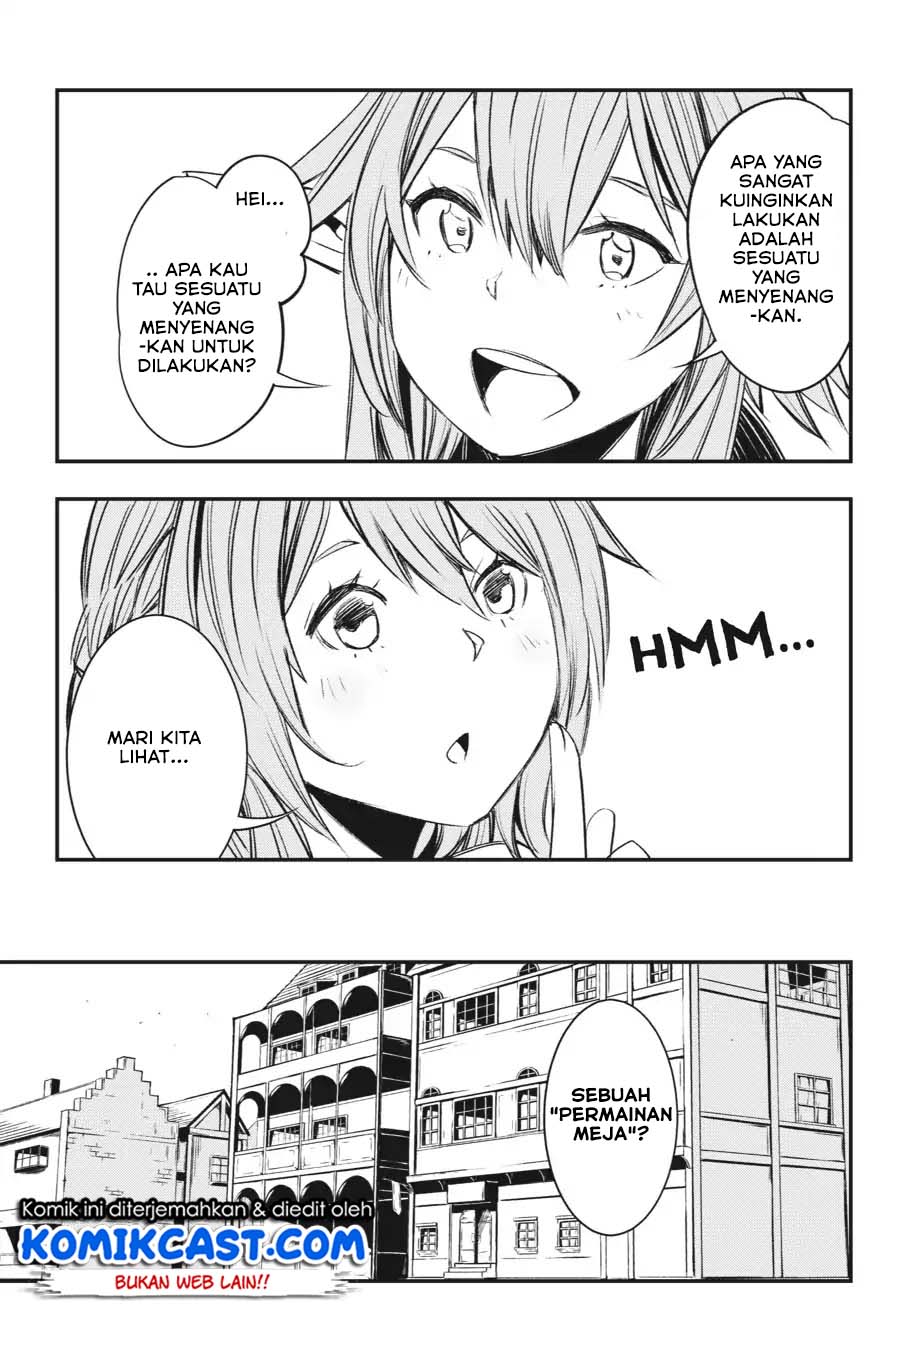 APA YANG
SANGAT
KUINGINKAN
LAKUKAN
ADALAH
SESUATU
YANG
MENYENANG
-KAN.
HEI...
.. APA KAU
TAU SESUATU
YANG
MENYENANG
-KAN UNTUK
DILAKUKAN?
HMM...
MARI KITA
LIHAT...
SEBUAH
"PERMAINAN
MEJA"?
Komik ini diterjemahkan & diedit oleh
KOMIKCAST.COM
BUKAN WEB LAIN!!